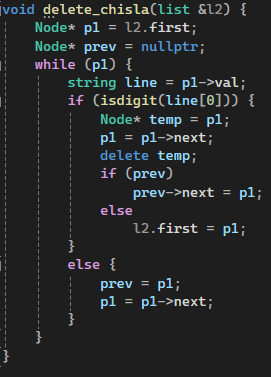 void delete_chisla(list &l2) {
    Node* p1 = l2.first;
    Node* prev = nullptr;
    while (p1) {
        string line = p1->val;
        if (isdigit(line[0])) {
            Node* temp = p1;
            p1 = p1->next;
            delete temp;
            if (prev)
                prev->next = p1;
            else
                l2.first = p1;
        }
        else {
            prev = p1;
            p1 = p1->next;
        }
    }
}